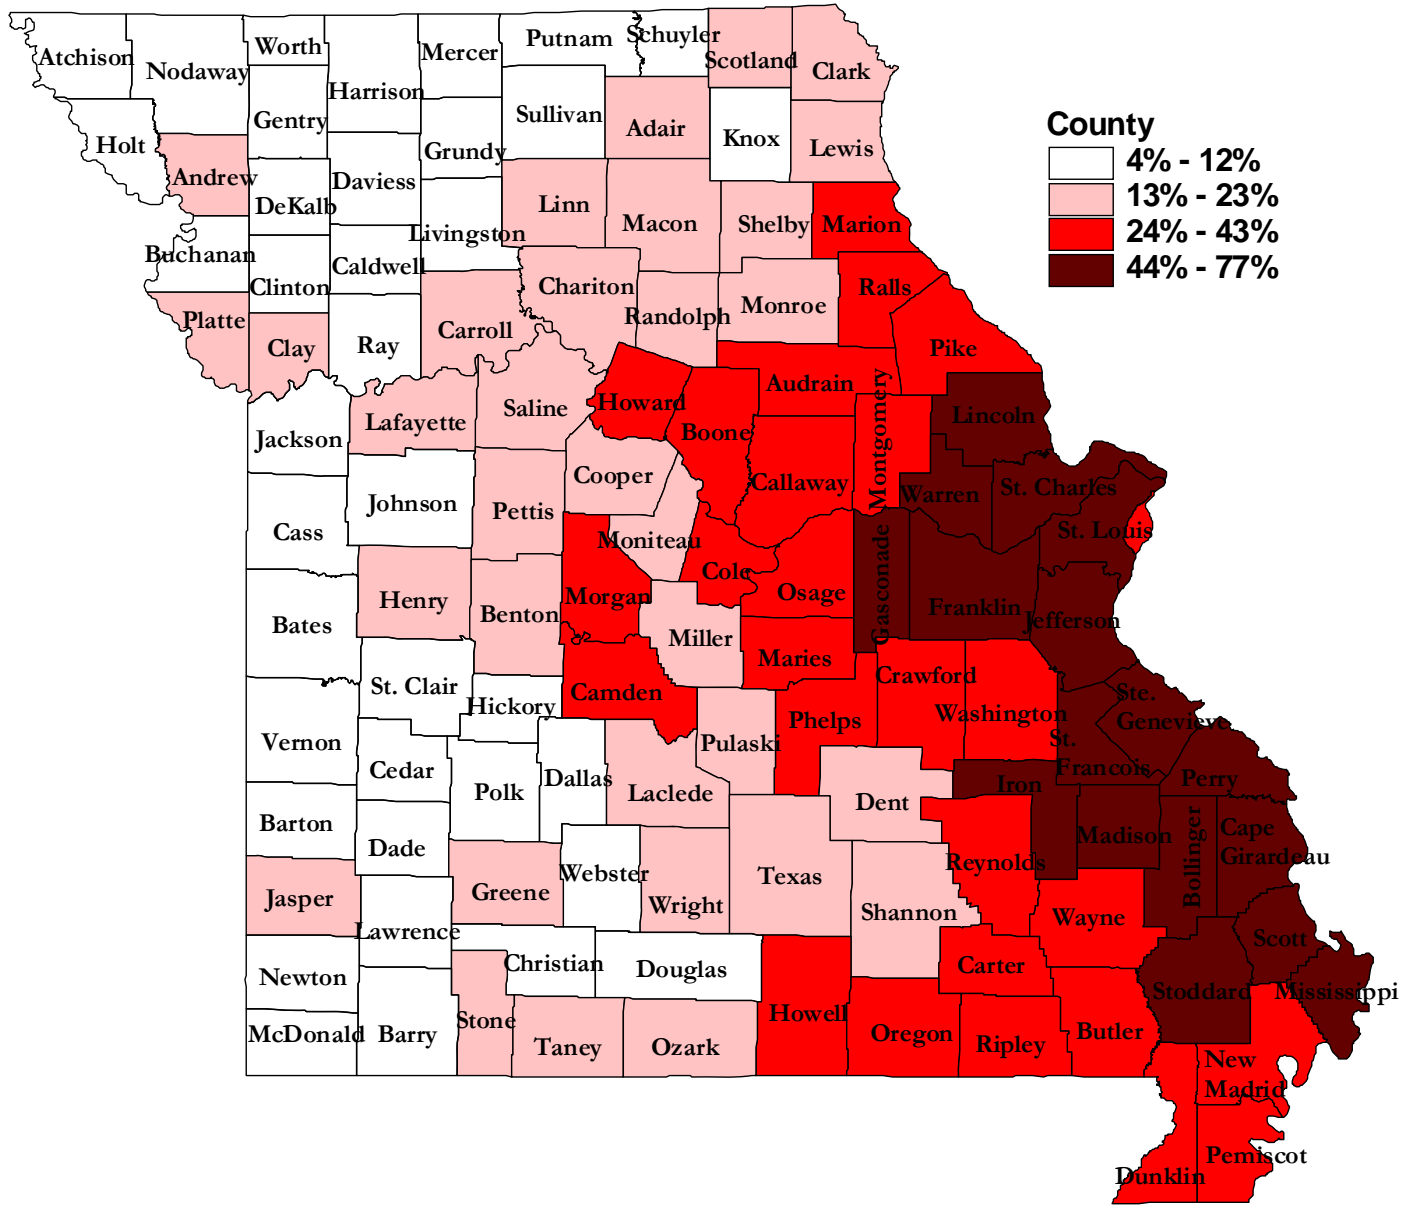 County
4% - 12%
13% - 23%
24% - 43%
44% - 77%
Atchison
Nodaway
Worth
Harrison
Mercer
Putnam
Schuyler
Scotland
Clark
Gentry
Sullivan
Adair
Knox
Lewis
Holt
Andrew
DeKalb
Daviess
Grundy
Linn
Macon
Shelby
Marion
Livingston
Buchanan
Clinton
Caldwell
Chariton
Randolph
Monroe
Ralls
Platte
Clay
Ray
Carroll
Pike
Jackson
Lafayette
Saline
Howard
Boone
Audrain
Montgomery
Lincoln
Cass
Johnson
Pettis
Cooper
Callaway
Warren
St. Charles
St. Louis
Moniteau
Cole
Osage
Gasconade
Franklin
Jefferson
Bates
Henry
Benton
Morgan
Miller
Maries
St. Clair
Hickory
Camden
Phelps
Crawford
Washington
Ste.
Genevieve
Vernon
Cedar
Polk
Dallas
Laclede
Pulaski
Dent
Iron
St.
Francois
Perry
Barton
Dade
Webster
Wright
Texas
Reynolds
Madison
Bollinger
Cape
Girardeau
Jasper
Greene
Shannon
Wayne
Scott
Lawrence
Christian
Douglas
Carter
Stoddard
Mississippi
Newton
Howell
McDonald
Barry
Stone
Taney
Ozark
Oregon
Ripley
Butler
New
Madrid
Dunklin
Pemiscot